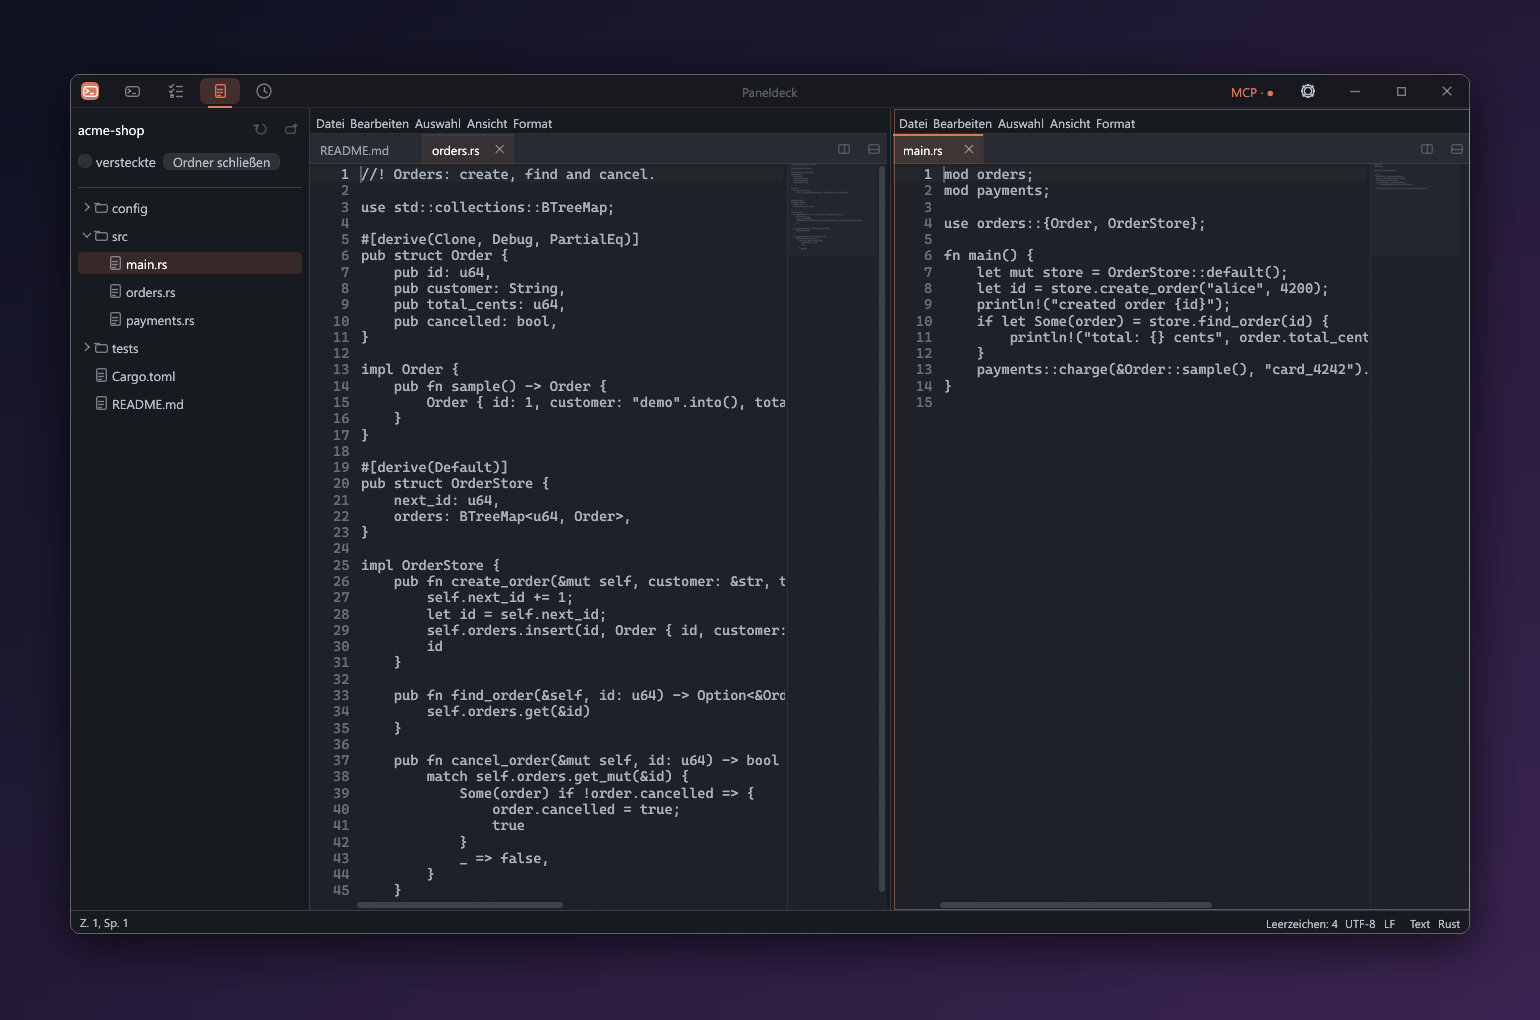 Paneldeck
MCP
acme-shop
versteckte
Ordner schließen
config
src
main.rs
orders.rs
payments.rs
tests
Cargo.toml
README.md
Datei Bearbeiten Auswahl Ansicht Format
README.md
orders.rs
1 //! Orders: create, find and cancel.
2
3 use std::collections::BTreeMap;
4
5 #[derive(Clone, Debug, PartialEq)]
6 pub struct Order {
7     pub id: u64,
8     pub customer: String,
9     pub total_cents: u64,
10     pub cancelled: bool,
11 }
12
13 impl Order {
14     pub fn sample() -> Order {
15         Order { id: 1, customer: "demo".into(), tota
16     }
17 }
18
19 #[derive(Default)]
20 pub struct OrderStore {
21     next_id: u64,
22     orders: BTreeMap<u64, Order>,
23 }
24
25 impl OrderStore {
26     pub fn create_order(&mut self, customer: &str, t
27         self.next_id += 1;
28         let id = self.next_id;
29         self.orders.insert(id, Order { id, customer:
30         id
31     }
32
33     pub fn find_order(&self, id: u64) -> Option<&Ord
34         self.orders.get(&id)
35     }
36
37     pub fn cancel_order(&mut self, id: u64) -> bool
38         match self.orders.get_mut(&id) {
39             Some(order) if !order.cancelled => {
40                 order.cancelled = true;
41                 true
42             }
43             _ => false,
44         }
45     }
Datei Bearbeiten Auswahl Ansicht Format
main.rs
1 mod orders;
2 mod payments;
3
4 use orders::{Order, OrderStore};
5
6 fn main() {
7     let mut store = OrderStore::default();
8     let id = store.create_order("alice", 4200);
9     println!("created order {id}");
10     if let Some(order) = store.find_order(id) {
11         println!("total: {} cents", order.total_cent
12     }
13     payments::charge(&Order::sample(), "card_4242").
14 }
15
Z. 1, Sp. 1
Leerzeichen: 4 UTF-8 LF Text Rust